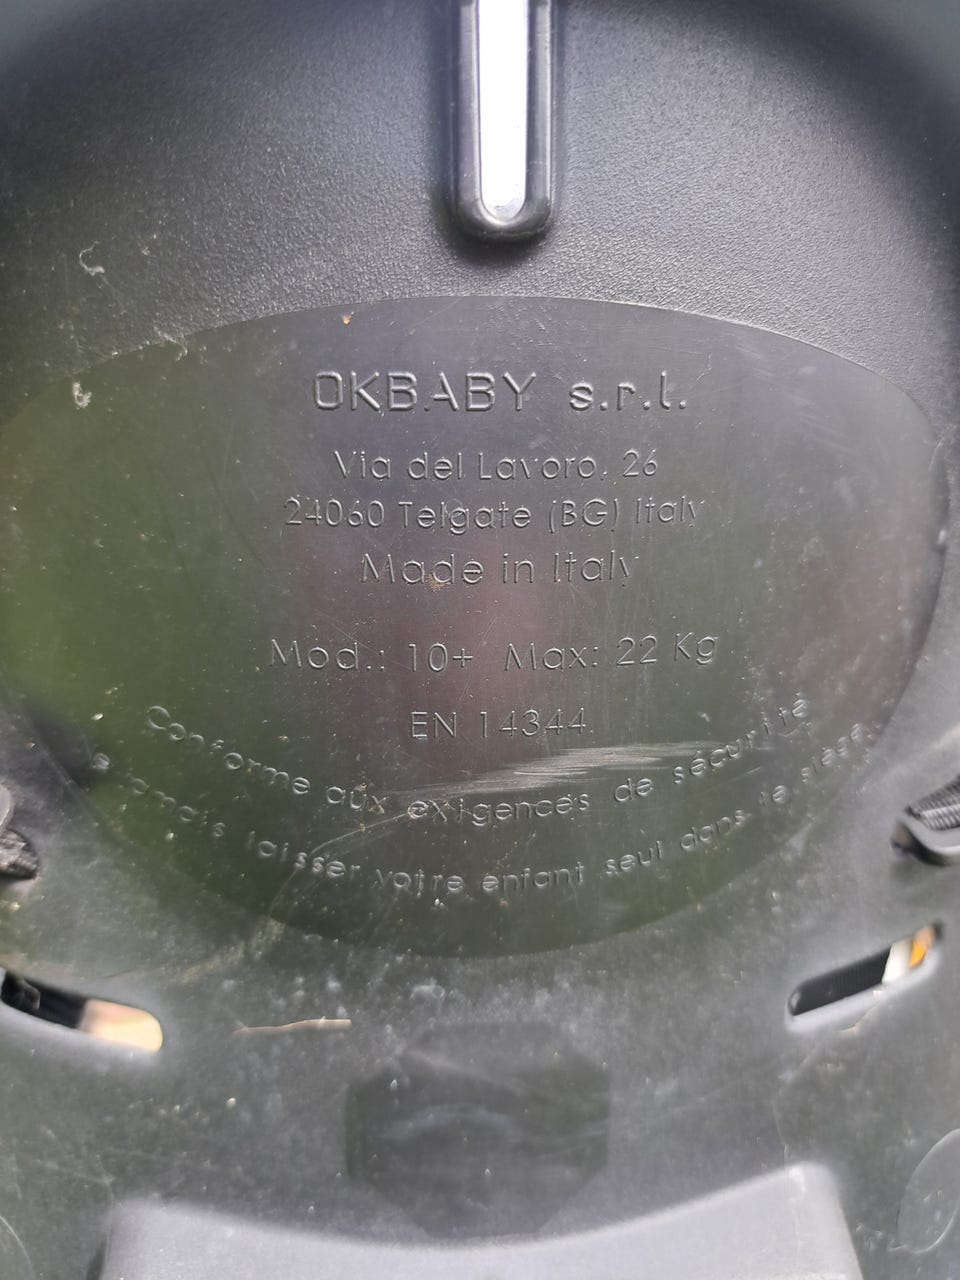 OKBABY s.r.l.
Via del Lavoro, 26
24060 Telgate (BG) Italy
Made in Italy
Mod.: 10+ Max: 22 Kg
EN 14344
Conforme aux exigences de sécurité
Ne jamais laisser votre enfant seul dans le siège.